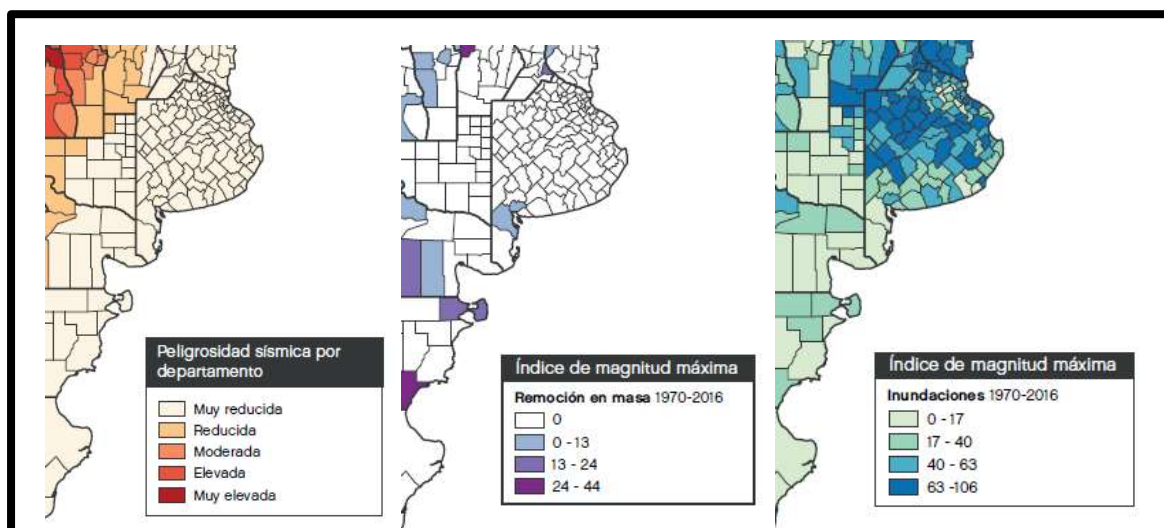 Peligrosidad sísmica por
departamento
Muy reducida
Reducida
Moderada
Elevada
Muy elevada
Índice de magnitud máxima
Remoción en masa 1970-2016
0
0 -13
13 - 24
24 - 44
Índice de magnitud máxima
Inundaciones 1970-2016
0 -17
17 - 40
40 - 63
63 -106